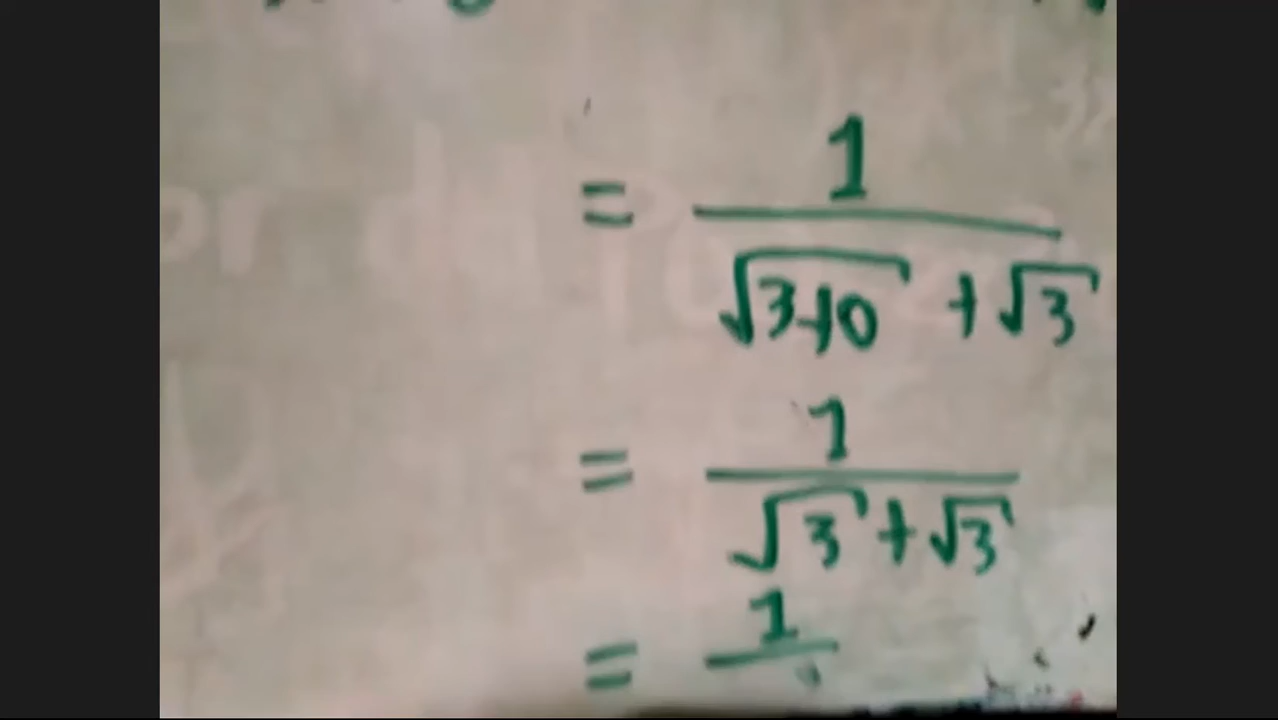 = 1 / (√(3+0) + √3)
= 1 / (√3 + √3)
= 1 /